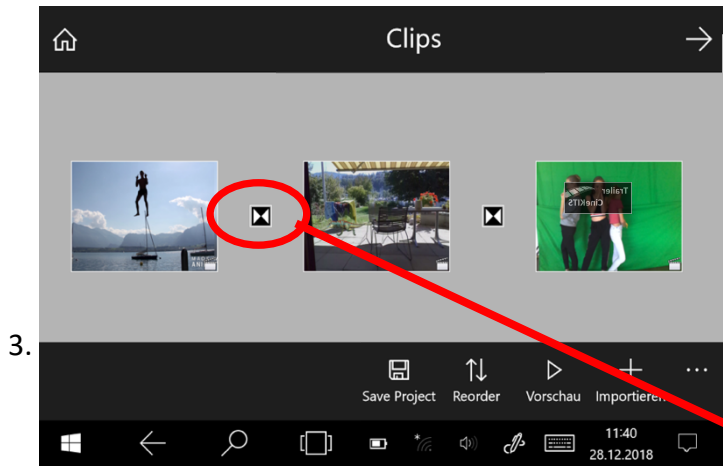 Clips
Trailer
CineKITS
3.
Save Project Reorder Vorschau Importieren
11:40
28.12.2018